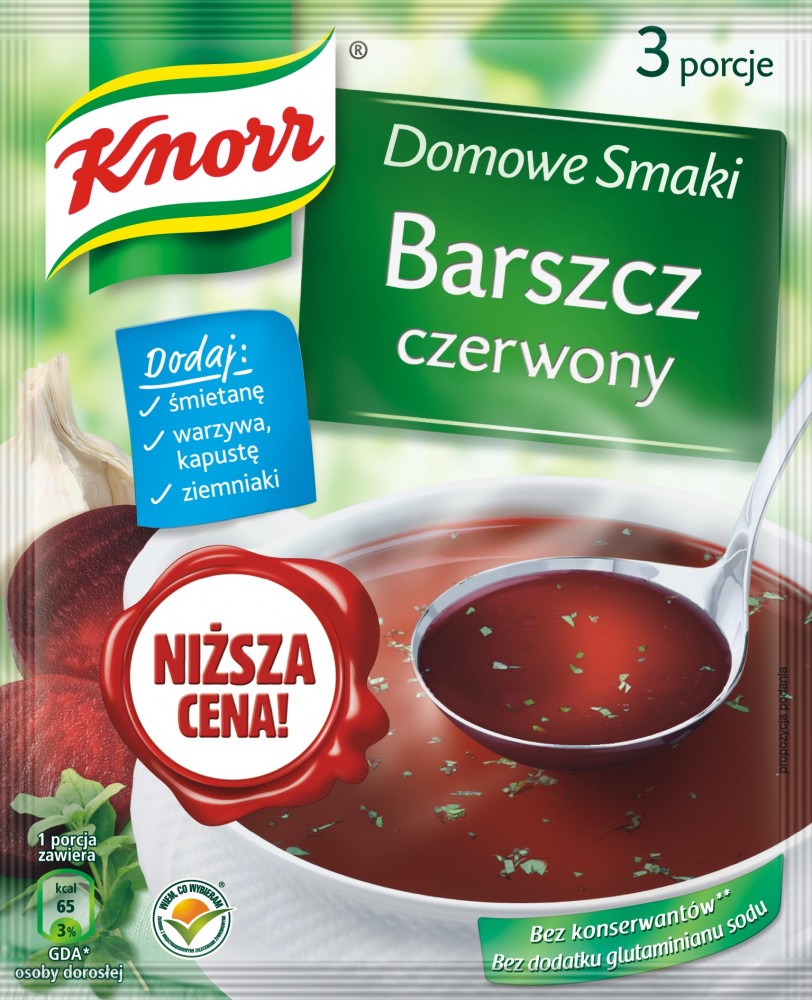 Knorr
®
3 porcje
Domowe Smaki
Barszcz
czerwony
Dodaj:
✓ śmietanę
✓ warzywa,
kapustę
✓ ziemniaki
NIŻSZA
CENA!
propozycja podania
1 porcja
zawiera
kcal
65
3%
GDA*
osoby dorosłej
WIEM, CO WYBIERAM
®
Bez konserwantów**
Bez dodatku glutaminianu sodu